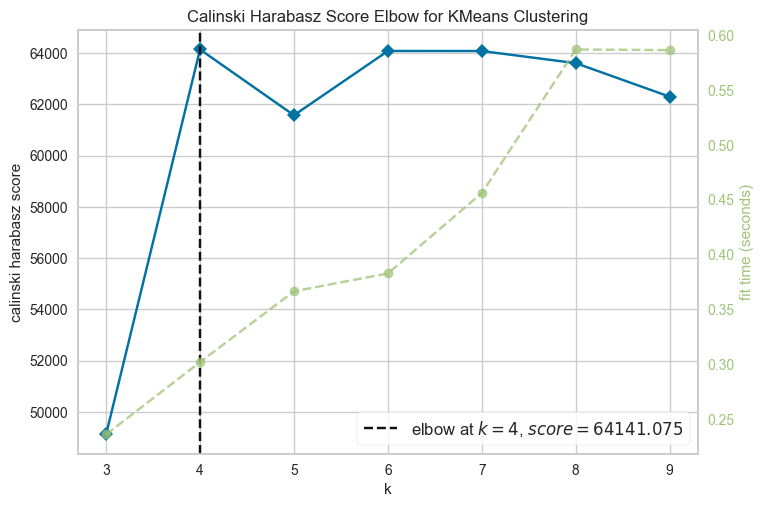 Calinski Harabasz Score Elbow for KMeans Clustering
calinski harabasz score
64000
62000
60000
58000
56000
54000
52000
50000
0.60
0.55
0.50
0.45
0.40
0.35
0.30
0.25
fit time (seconds)
elbow at k = 4, score = 64141.075
3 4 5 6 7 8 9
k